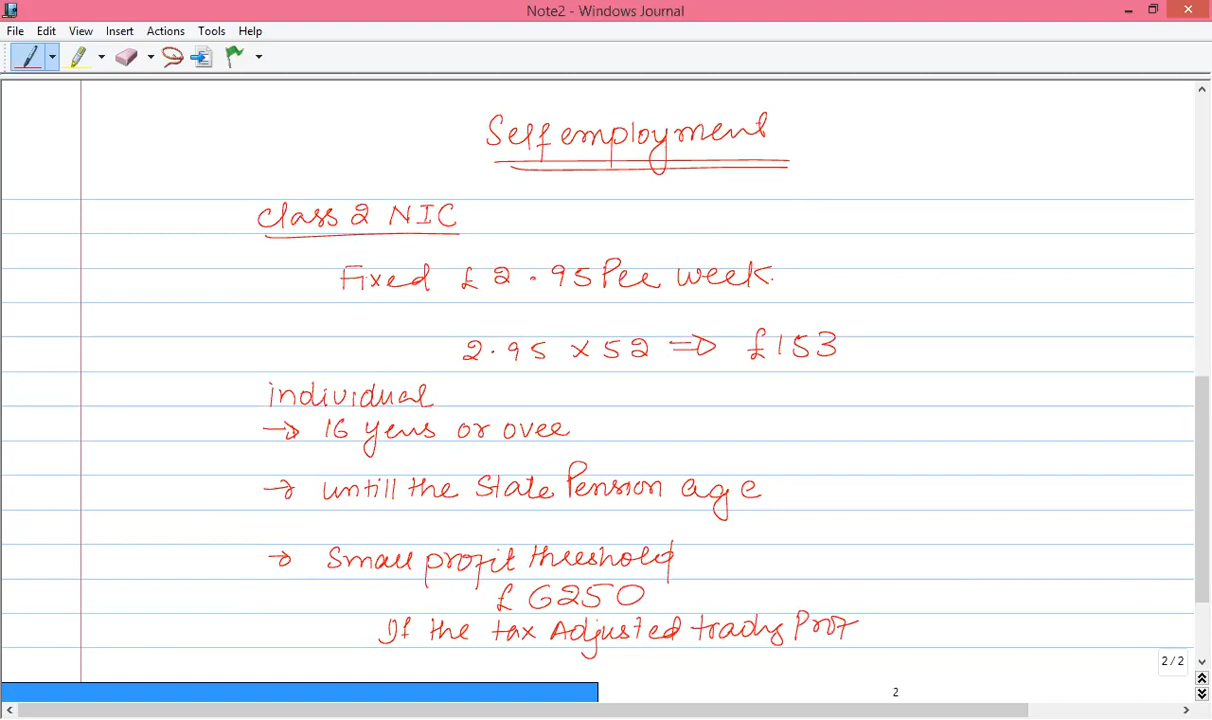 Note2 - Windows Journal
File Edit View Insert Actions Tools Help
Self employment
Class 2 NIC
Fixed £2.95 Per week.
2.95 x 52 => £153
individual
→ 16 yers or over
→ untill the State Pension age
→ Small profit threshold
£ 6250
If the tax Adjusted trading Prof
2 / 2
2